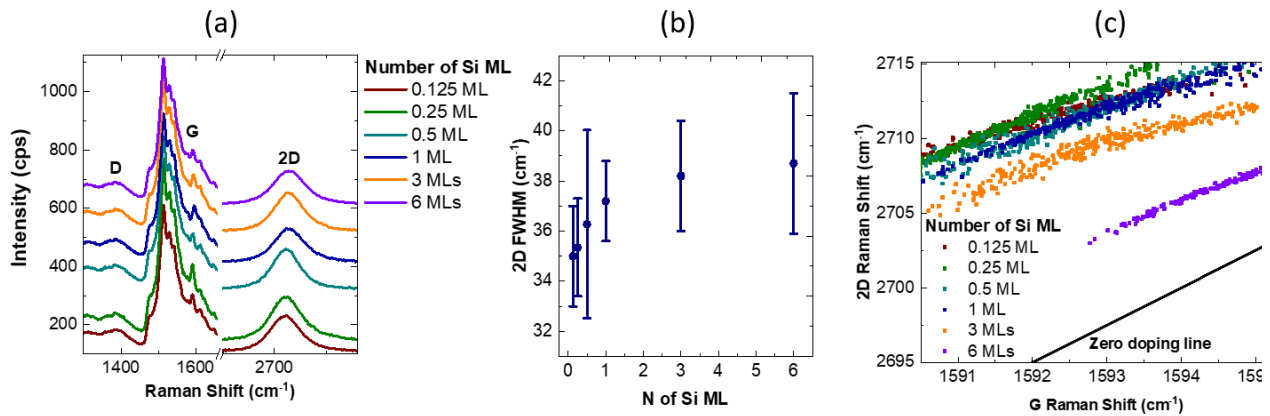 (a)
(b)
(c)
Intensity (cps)
1000
800
600
400
200
1400
1600
2700
Raman Shift (cm⁻¹)
D
G
2D
Number of Si ML
0.125 ML
0.25 ML
0.5 ML
1 ML
3 MLs
6 MLs
2D FWHM (cm⁻¹)
42
40
38
36
34
32
0 1 2 3 4 5 6
N of Si ML
2D Raman Shift (cm⁻¹)
2715
2710
2705
2700
2695
Number of Si ML
0.125 ML
0.25 ML
0.5 ML
1 ML
3 MLs
6 MLs
Zero doping line
1591 1592 1593 1594 159
G Raman Shift (cm⁻¹)